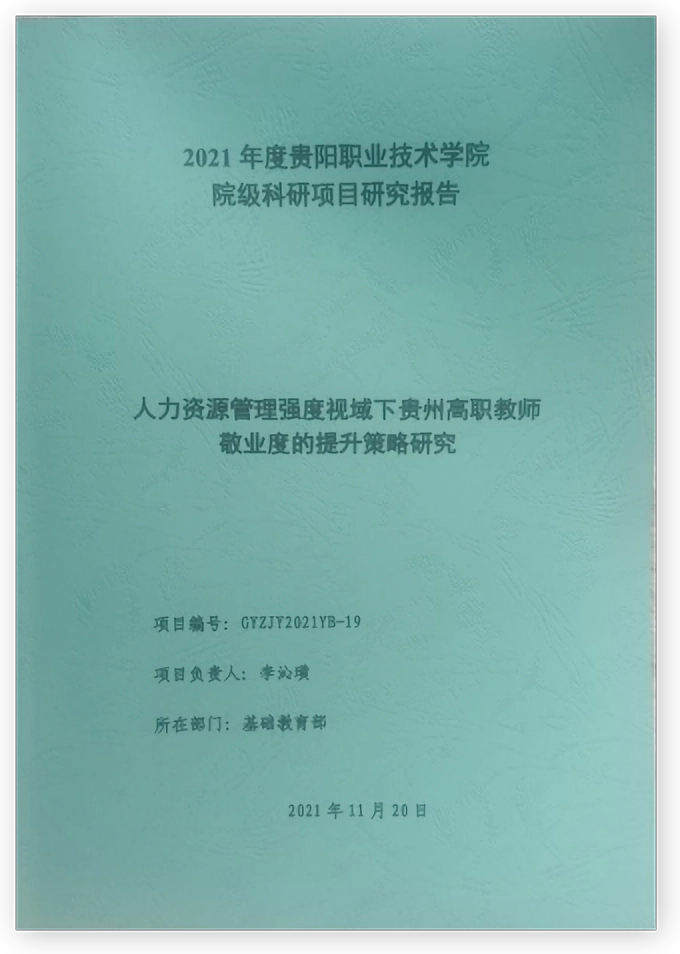 2021 年度贵阳职业技术学院
院级科研项目研究报告
人力资源管理强度视域下贵州高职教师
敬业度的提升策略研究
项目编号：GYZJY2021YB-19
项目负责人：李沁璜
所在部门：基础教育部
2021 年 11 月 20 日